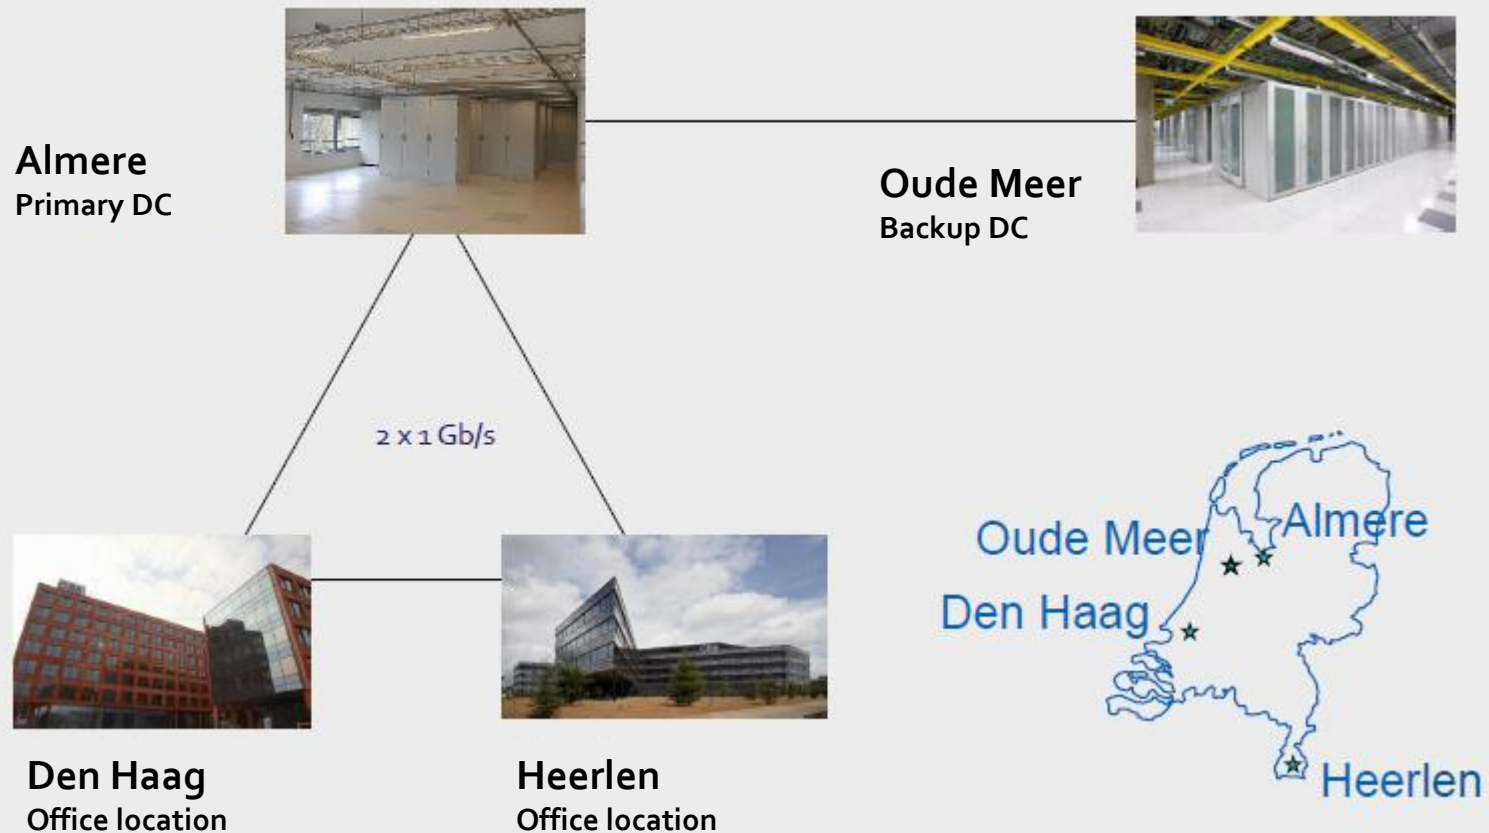 Almere
Primary DC
Oude Meer
Backup DC
2 x 1 Gb/s
Oude Meer
Almere
Den Haag
Heerlen
Den Haag
Office location
Heerlen
Office location